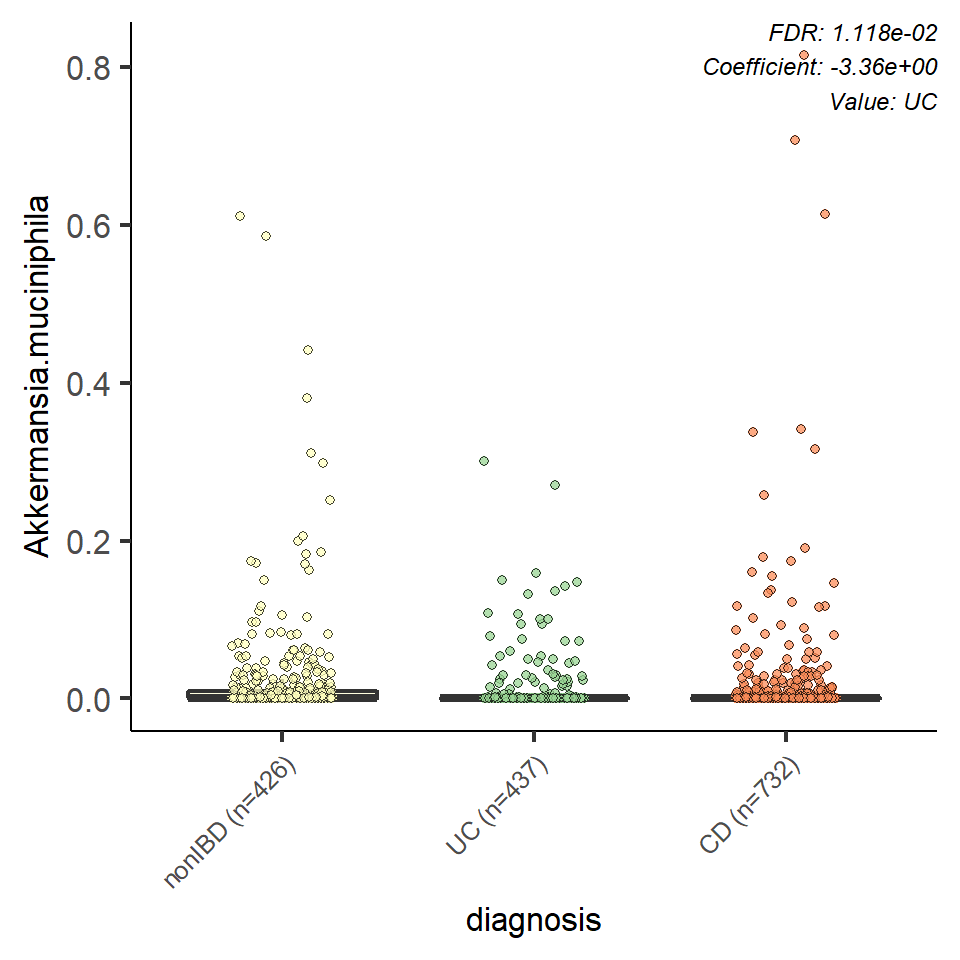 FDR: 1.118e-02
Coefficient: -3.36e+00
Value: UC
Akkermansia.muciniphila
0.8
0.6
0.4
0.2
0.0
nonIBD (n=426)
UC (n=437)
CD (n=732)
diagnosis